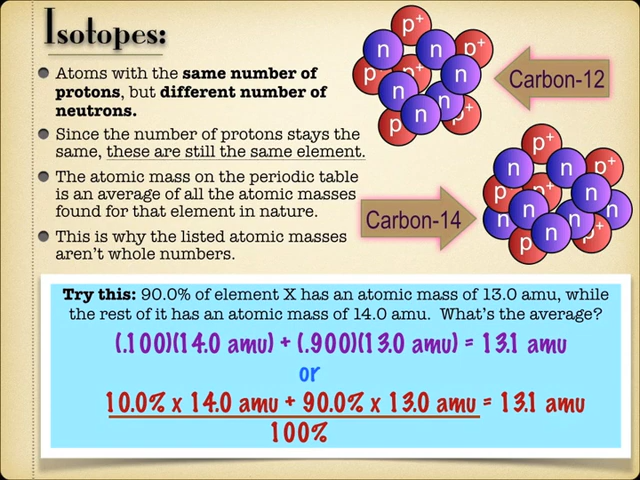 Isotopes:
Atoms with the same number of
protons, but different number of
neutrons.
Since the number of protons stays the
same, these are still the same element.
The atomic mass on the periodic table
is an average of all the atomic masses
found for that element in nature.
This is why the listed atomic masses
aren't whole numbers.
p+
n
n
p+
p
p+
n
n
n
p
n
p+
Carbon-12
p+
n
n
p+
p
p+
n
n
n
n
n
p
n
p+
Carbon-14
Try this: 90.0% of element X has an atomic mass of 13.0 amu, while
the rest of it has an atomic mass of 14.0 amu. What's the average?
(.100)(14.0 amu) + (.900)(13.0 amu) = 13.1 amu
or
10.0% x 14.0 amu + 90.0% x 13.0 amu = 13.1 amu
100%